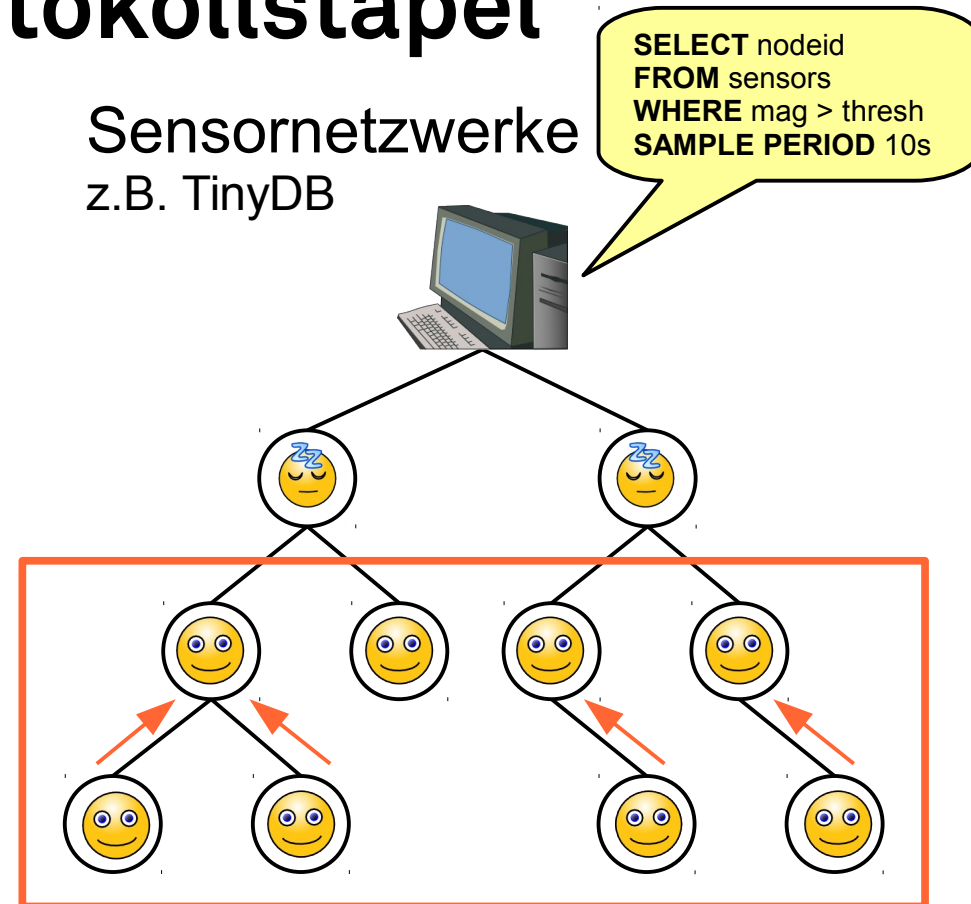 tokollstapel
Sensornetzwerke
z.B. TinyDB
SELECT nodeid
FROM sensors
WHERE mag > thresh
SAMPLE PERIOD 10s